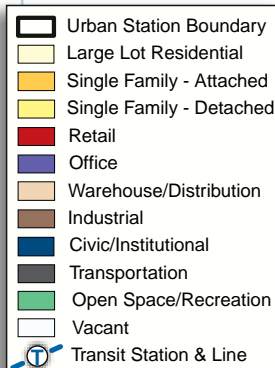 Urban Station Boundary
Large Lot Residential
Single Family - Attached
Single Family - Detached
Retail
Office
Warehouse/Distribution
Industrial
Civic/Institutional
Transportation
Open Space/Recreation
Vacant
T Transit Station & Line